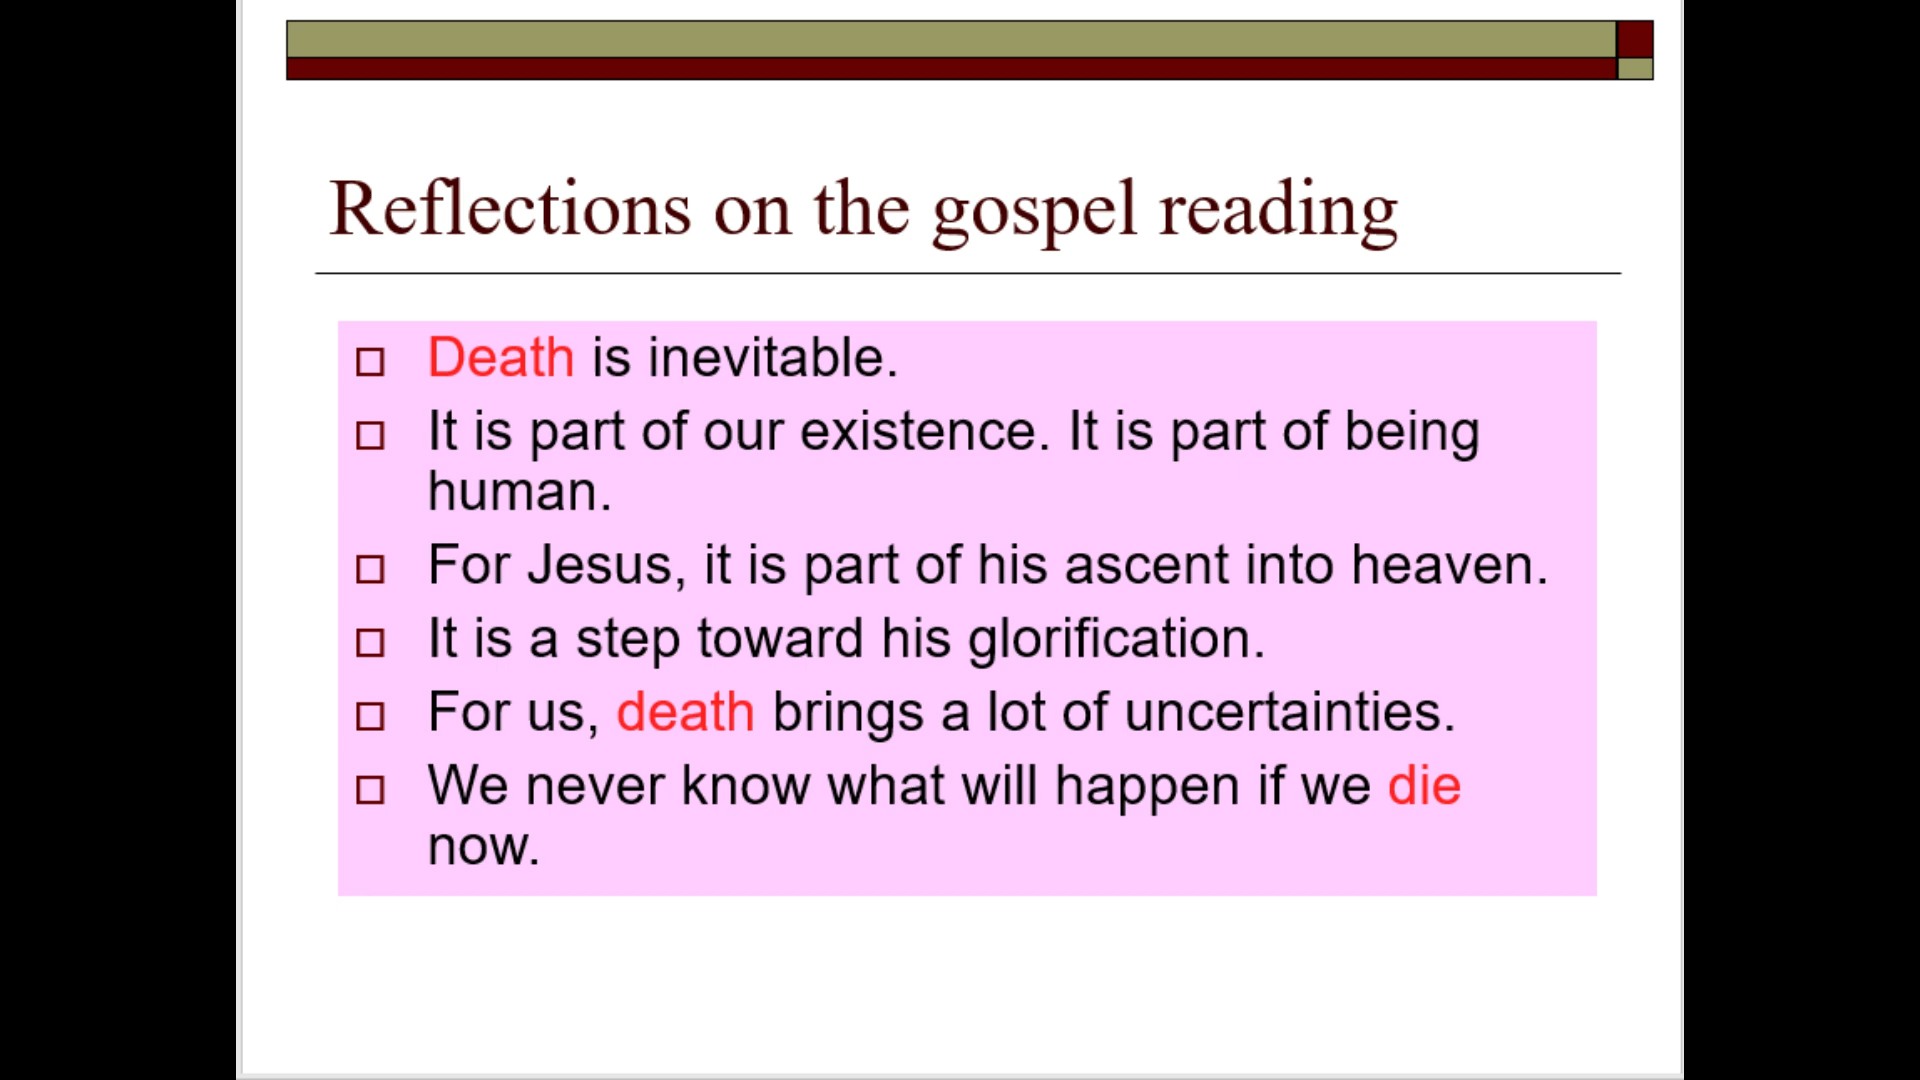 Reflections on the gospel reading
Death is inevitable.
It is part of our existence. It is part of being
human.
For Jesus, it is part of his ascent into heaven.
It is a step toward his glorification.
For us, death brings a lot of uncertainties.
We never know what will happen if we die
now.